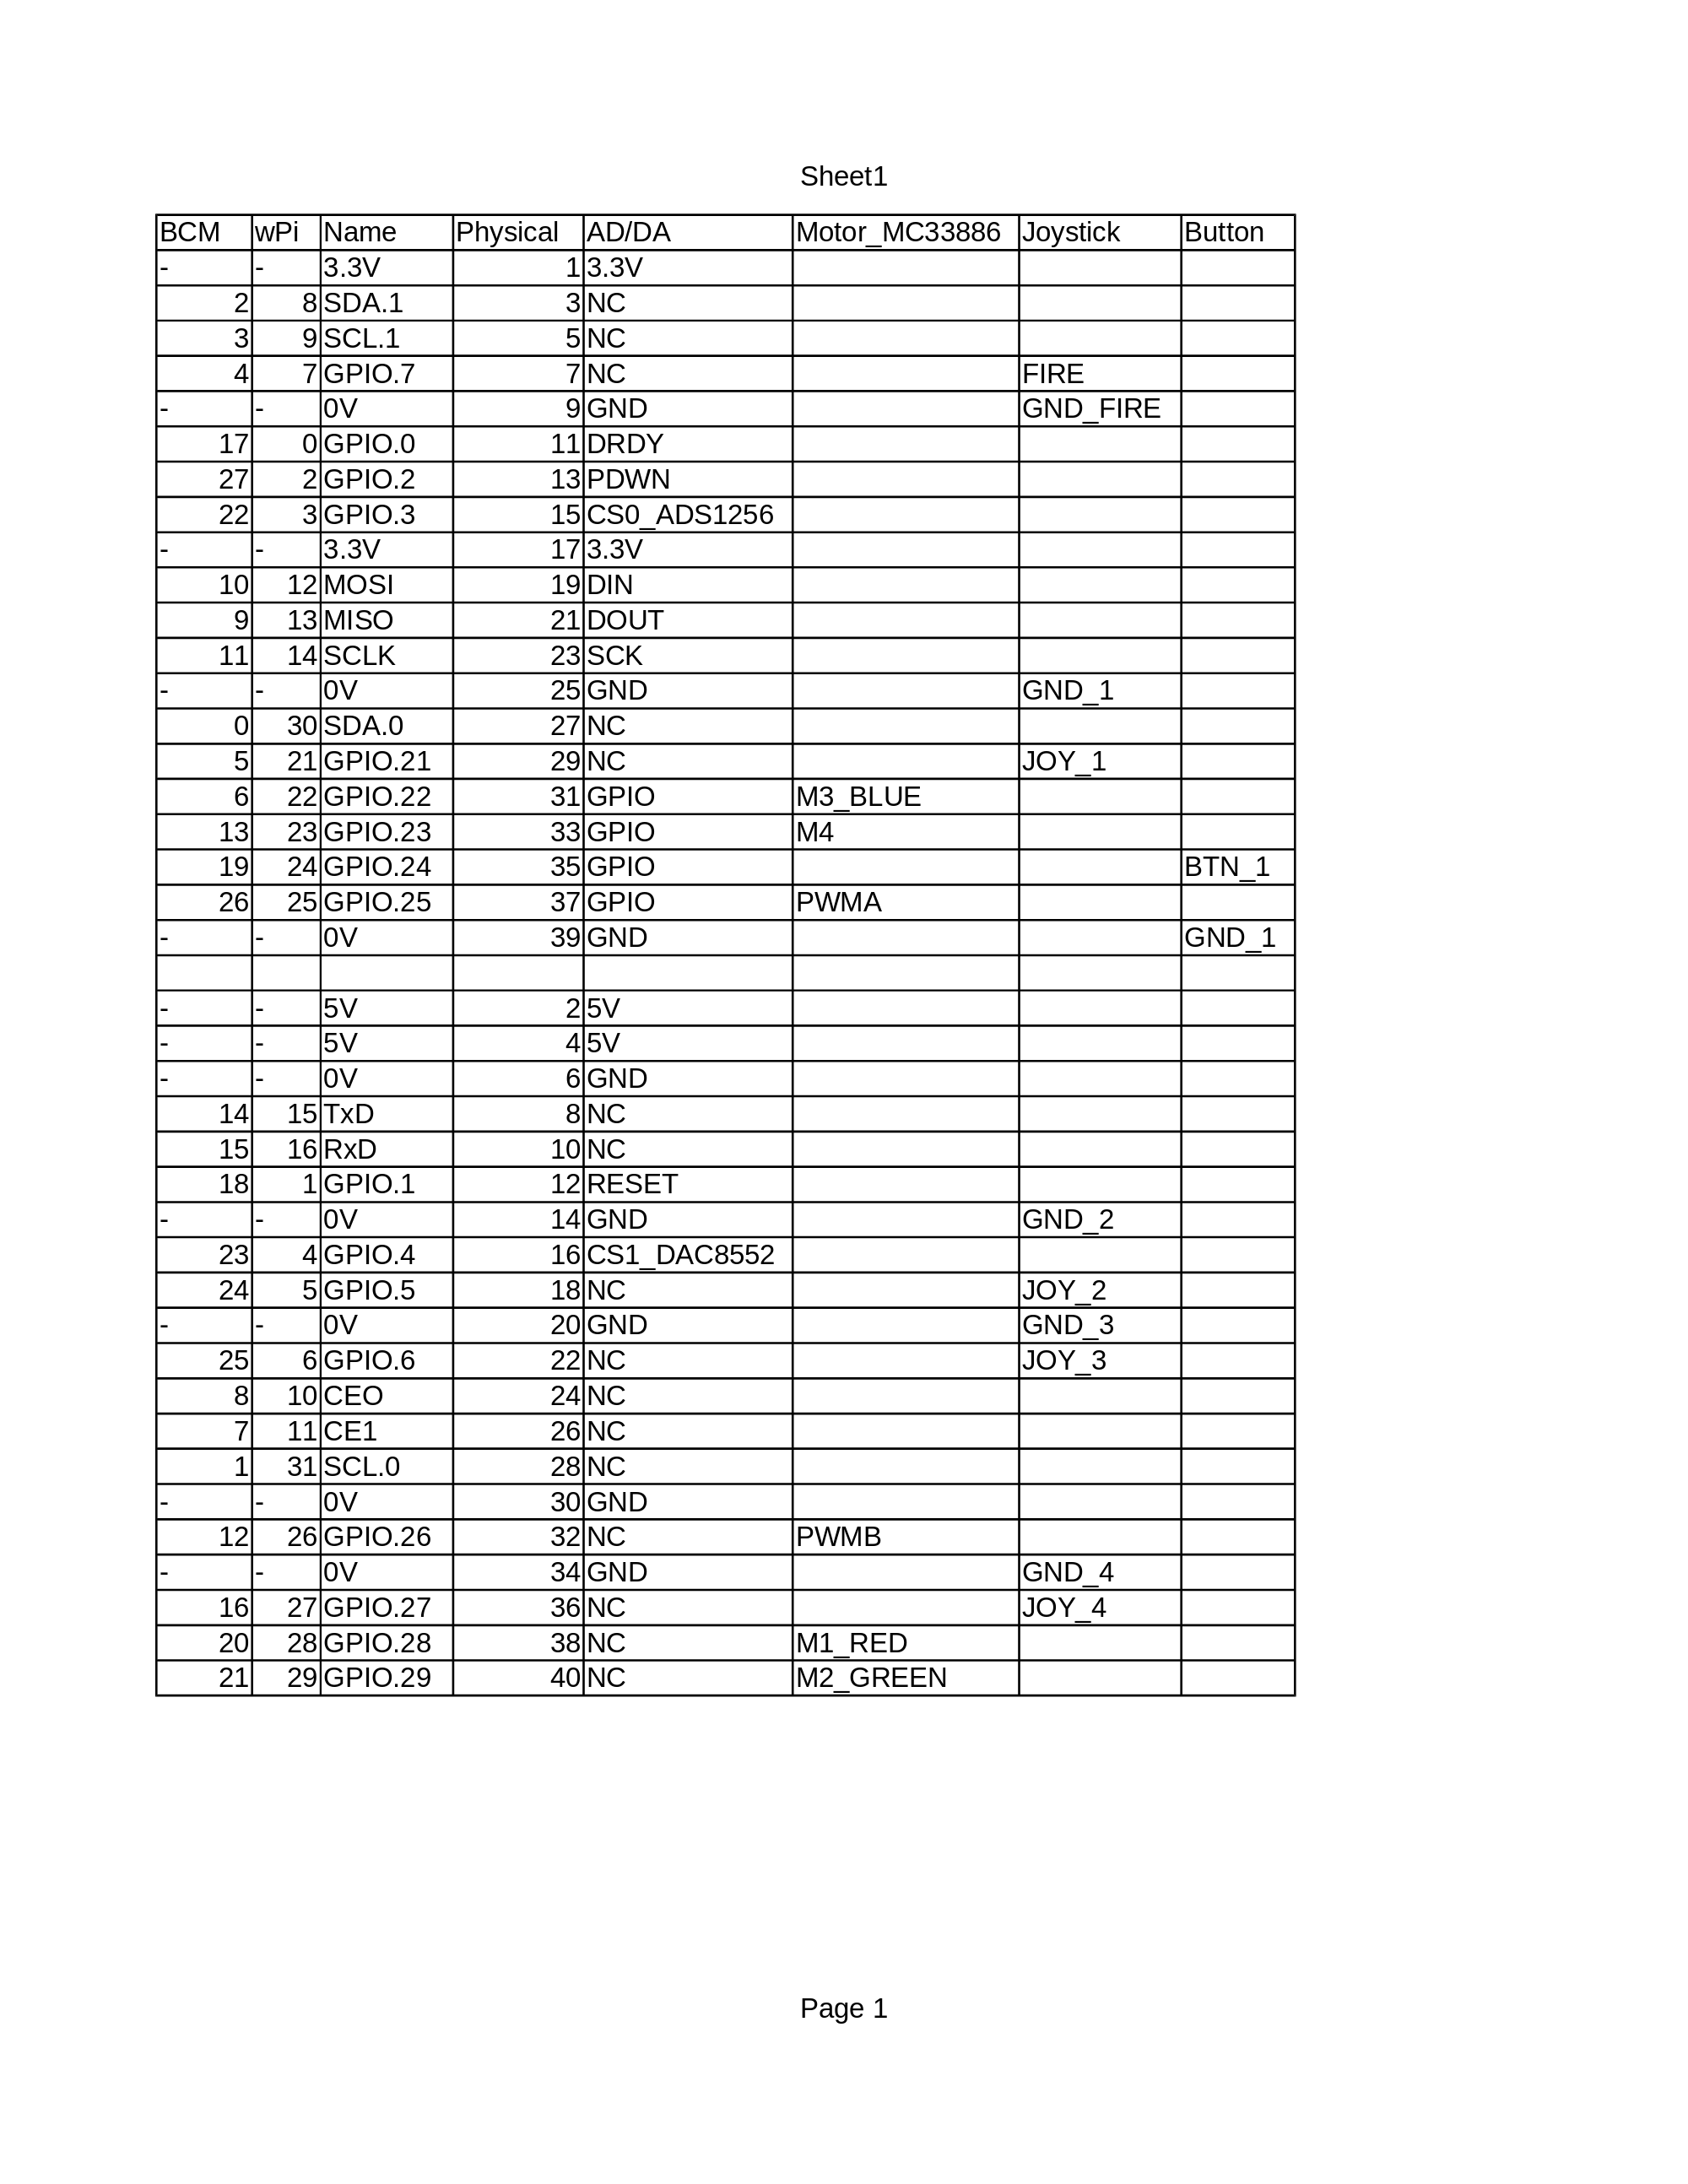 Sheet1
BCM wPi Name Physical AD/DA Motor_MC33886 Joystick Button
- - 3.3V 1 3.3V
2 8 SDA.1 3 NC
3 9 SCL.1 5 NC
4 7 GPIO.7 7 NC FIRE
- - 0V 9 GND GND_FIRE
17 0 GPIO.0 11 DRDY
27 2 GPIO.2 13 PDWN
22 3 GPIO.3 15 CS0_ADS1256
- - 3.3V 17 3.3V
10 12 MOSI 19 DIN
9 13 MISO 21 DOUT
11 14 SCLK 23 SCK
- - 0V 25 GND GND_1
0 30 SDA.0 27 NC
5 21 GPIO.21 29 NC JOY_1
6 22 GPIO.22 31 GPIO M3_BLUE
13 23 GPIO.23 33 GPIO M4
19 24 GPIO.24 35 GPIO BTN_1
26 25 GPIO.25 37 GPIO PWMA
- - 0V 39 GND GND_1
- - 5V 2 5V
- - 5V 4 5V
- - 0V 6 GND
14 15 TxD 8 NC
15 16 RxD 10 NC
18 1 GPIO.1 12 RESET
- - 0V 14 GND GND_2
23 4 GPIO.4 16 CS1_DAC8552
24 5 GPIO.5 18 NC JOY_2
- - 0V 20 GND GND_3
25 6 GPIO.6 22 NC JOY_3
8 10 CEO 24 NC
7 11 CE1 26 NC
1 31 SCL.0 28 NC
- - 0V 30 GND
12 26 GPIO.26 32 NC PWMB
- - 0V 34 GND GND_4
16 27 GPIO.27 36 NC JOY_4
20 28 GPIO.28 38 NC M1_RED
21 29 GPIO.29 40 NC M2_GREEN
Page 1